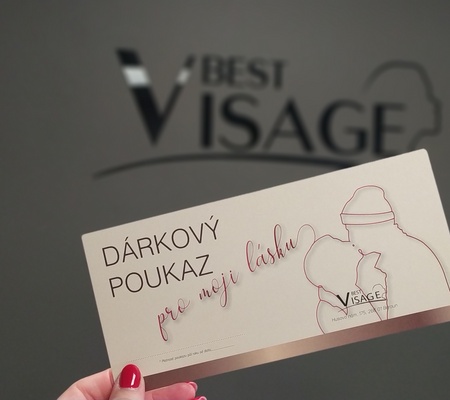 BEST
VISAGE
DÁRKOVÝ
POUKAZ
pro moji lásku
BEST
VISAGE